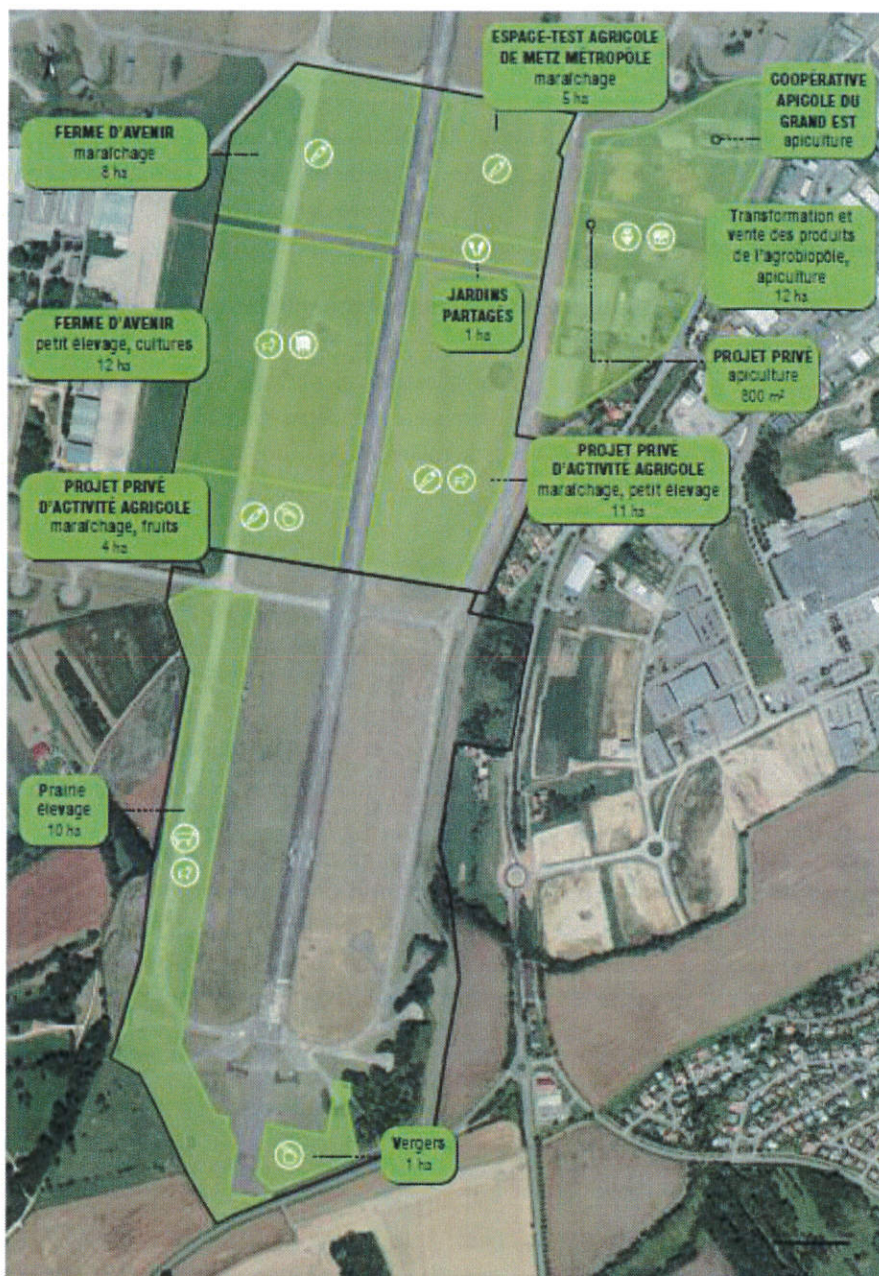 ESPACE-TEST AGRICOLE
DE METZ MÉTROPOLE
maraîchage
5 ha
COOPÉRATIVE
APICOLE DU
GRAND EST
apiculture
FERME D'AVENIR
maraîchage
8 ha
Transformation et
vente des produits
de l'agrobiopôle,
apiculture
12 ha
JARDINS
PARTAGÉS
1 ha
FERME D'AVENIR
petit élevage, cultures
12 ha
PROJET PRIVÉ
apiculture
800 m²
PROJET PRIVÉ
D'ACTIVITÉ AGRICOLE
maraîchage, petit élevage
11 ha
PROJET PRIVÉ
D'ACTIVITÉ AGRICOLE
maraîchage, fruits
4 ha
Prairie
élevage
10 ha
Vergers
1 ha